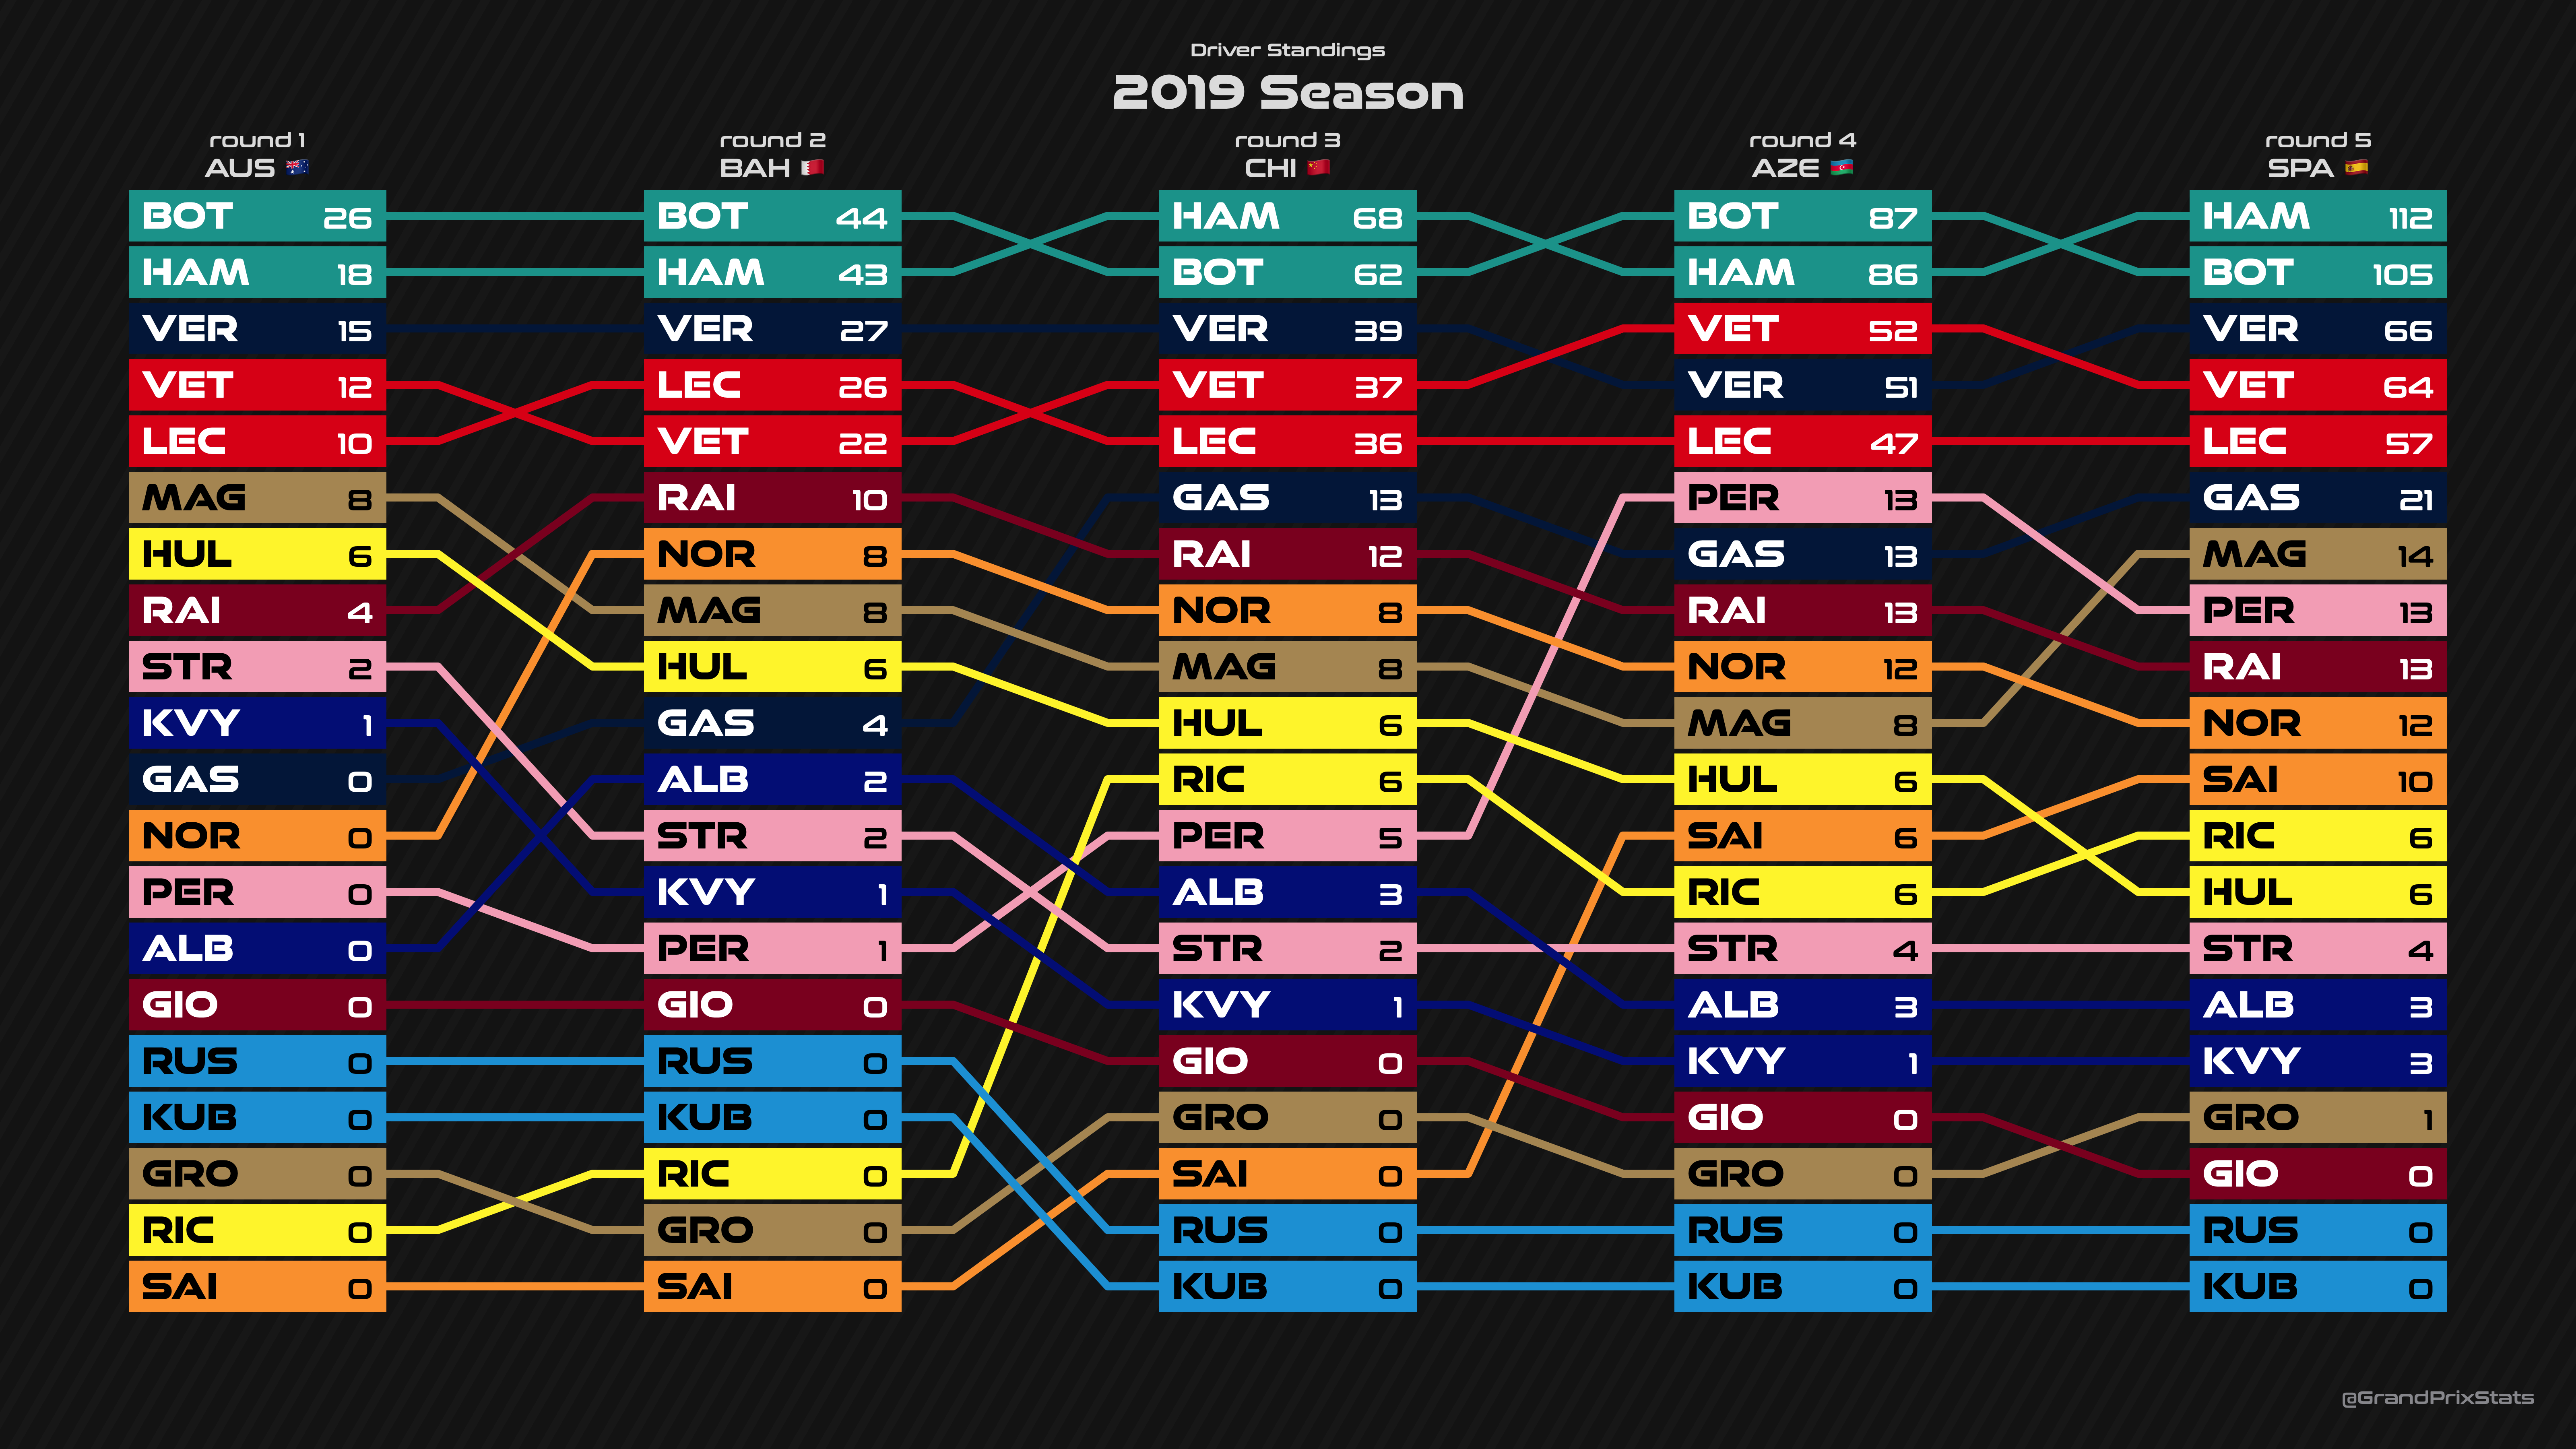 Driver Standings
2019 Season
round 1 round 2 round 3 round 4 round 5
AUS BAH CHI AZE SPA
BOT 26 BOT 44 HAM 68 BOT 87 HAM 112
HAM 18 HAM 43 BOT 62 HAM 86 BOT 105
VER 15 VER 27 VER 39 VET 52 VER 66
VET 12 LEC 26 VET 37 VER 51 VET 64
LEC 10 VET 22 LEC 36 LEC 47 LEC 57
MAG 8 RAI 10 GAS 13 PER 13 GAS 21
HUL 6 NOR 8 RAI 12 GAS 13 MAG 14
RAI 4 MAG 8 NOR 8 RAI 13 PER 13
STR 2 HUL 6 MAG 8 NOR 12 RAI 13
KVY 1 GAS 4 HUL 6 MAG 8 NOR 12
GAS 0 ALB 2 RIC 6 HUL 6 SAI 10
NOR 0 STR 2 PER 5 SAI 6 RIC 6
PER 0 KVY 1 ALB 3 RIC 6 HUL 6
ALB 0 PER 1 STR 2 STR 4 STR 4
GIO 0 GIO 0 KVY 1 ALB 3 ALB 3
RUS 0 RUS 0 GIO 0 KVY 1 KVY 3
KUB 0 KUB 0 GRO 0 GIO 0 GRO 1
GRO 0 RIC 0 SAI 0 GRO 0 GIO 0
RIC 0 GRO 0 RUS 0 RUS 0 RUS 0
SAI 0 SAI 0 KUB 0 KUB 0 KUB 0
@GrandPrixStats